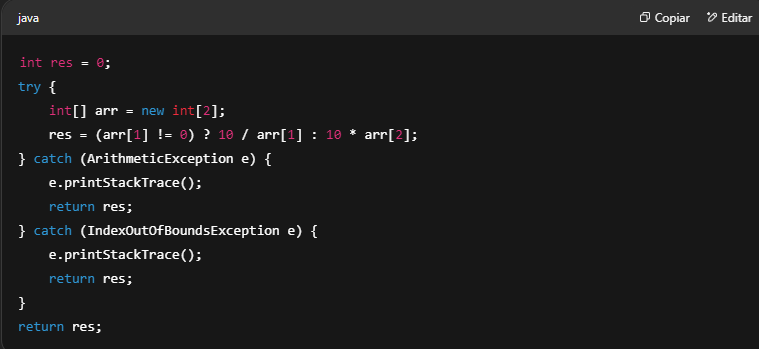 java
Copiar
Editar
int res = 0;
try {
    int[] arr = new int[2];
    res = (arr[1] != 0) ? 10 / arr[1] : 10 * arr[2];
} catch (ArithmeticException e) {
    e.printStackTrace();
    return res;
} catch (IndexOutOfBoundsException e) {
    e.printStackTrace();
    return res;
}
return res;